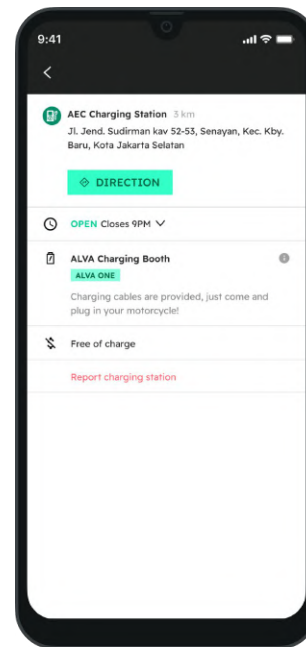 9:41
AEC Charging Station 3 km
Jl. Jend. Sudirman kav 52-53, Senayan, Kec. Kby.
Baru, Kota Jakarta Selatan
DIRECTION
OPEN Closes 9PM
ALVA Charging Booth
ALVA ONE
Charging cables are provided, just come and
plug in your motorcycle!
Free of charge
Report charging station